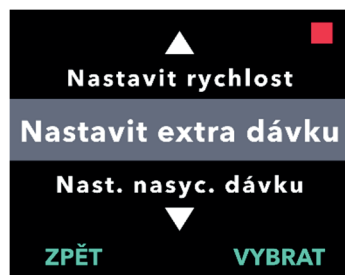 Nastavit rychlost
Nastavit extra dávku
Nast. nasyc. dávku
ZPĚT VYBRAT